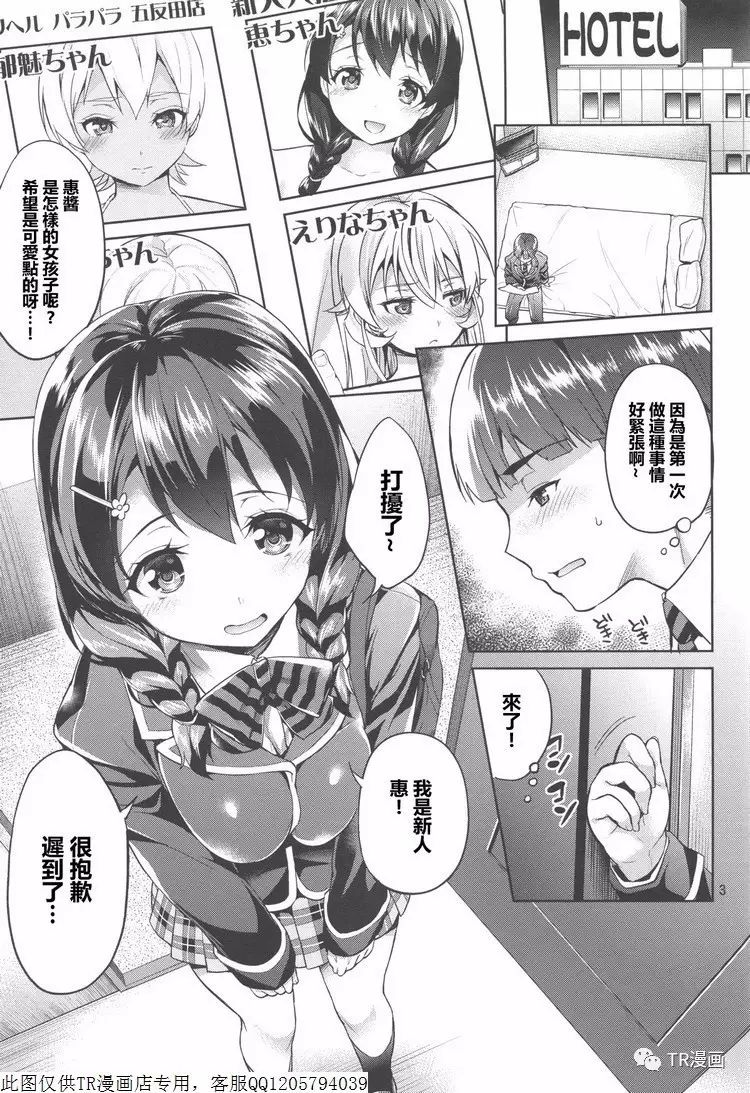 HOTEL
リヘル パラパラ 五反田店
恵ちゃん
魅ちゃん
えりなちゃん
ちゃん
惠醬
是怎樣的女孩子呢？
希望是可愛點的呀…！
因為是第一次
做這種事情
好緊張啊~
どき
どき
來了！
コン
コン
打擾了~
我是新人
惠！
很抱歉
遲到了…
3
TR漫画
此图仅供TR漫画店专用，客服QQ1205794039